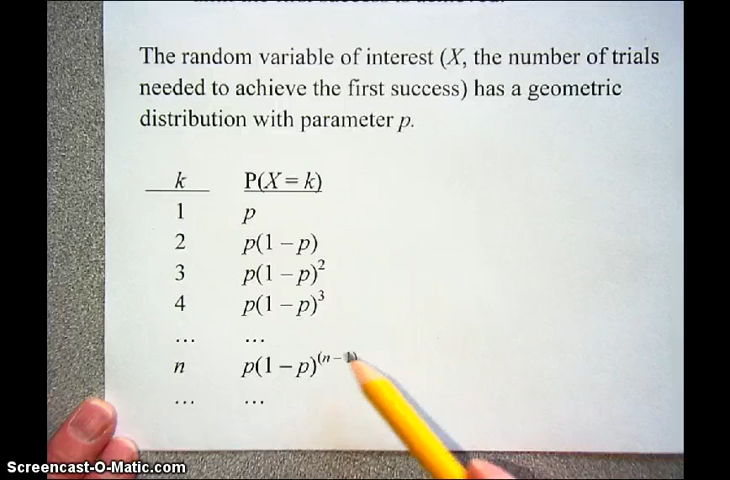 The random variable of interest (X, the number of trials
needed to achieve the first success) has a geometric
distribution with parameter p.
k P(X = k)
1 p
2 p(1 – p)
3 p(1 – p)²
4 p(1 – p)³
… …
n p(1 – p)⁽ⁿ⁻¹⁾
… …
Screencast-O-Matic.com